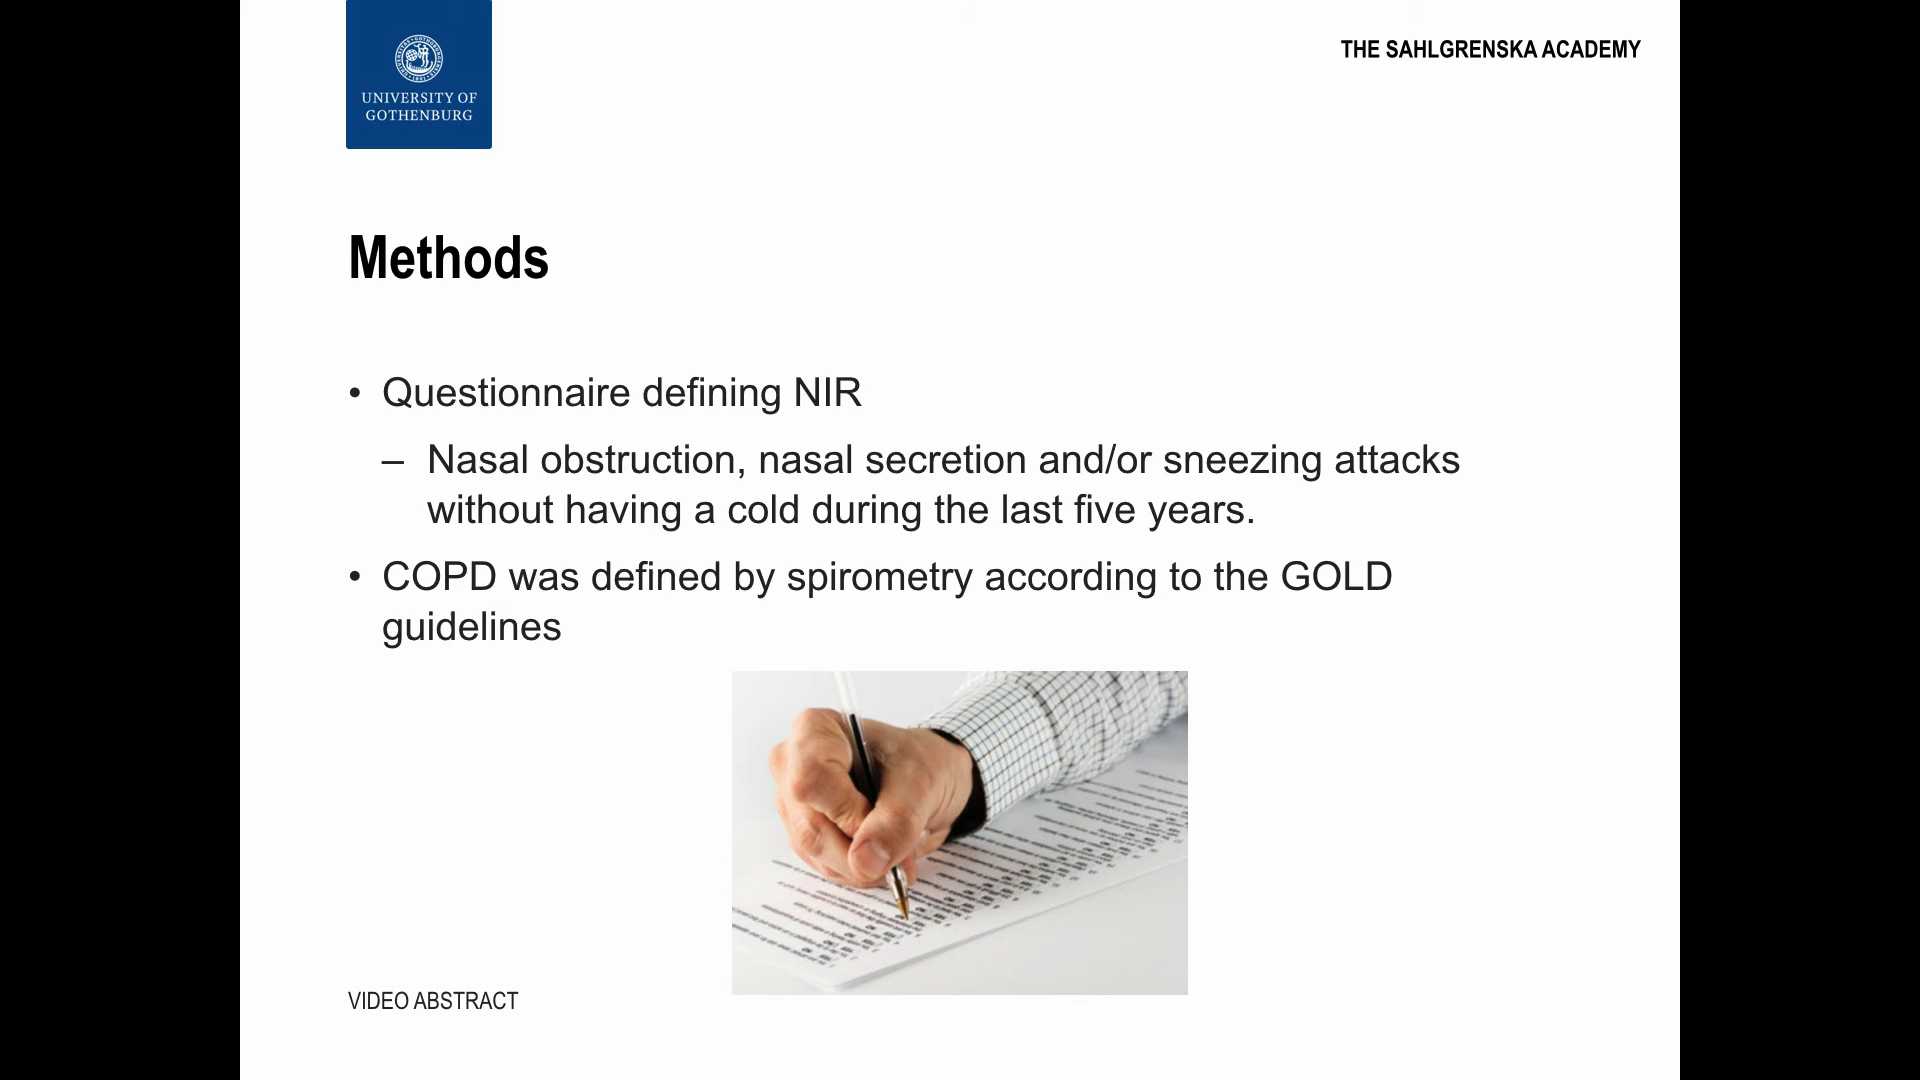 UNIVERSITY OF
GOTHENBURG
THE SAHLGRENSKA ACADEMY
Methods
• Questionnaire defining NIR
– Nasal obstruction, nasal secretion and/or sneezing attacks
without having a cold during the last five years.
• COPD was defined by spirometry according to the GOLD
guidelines
VIDEO ABSTRACT